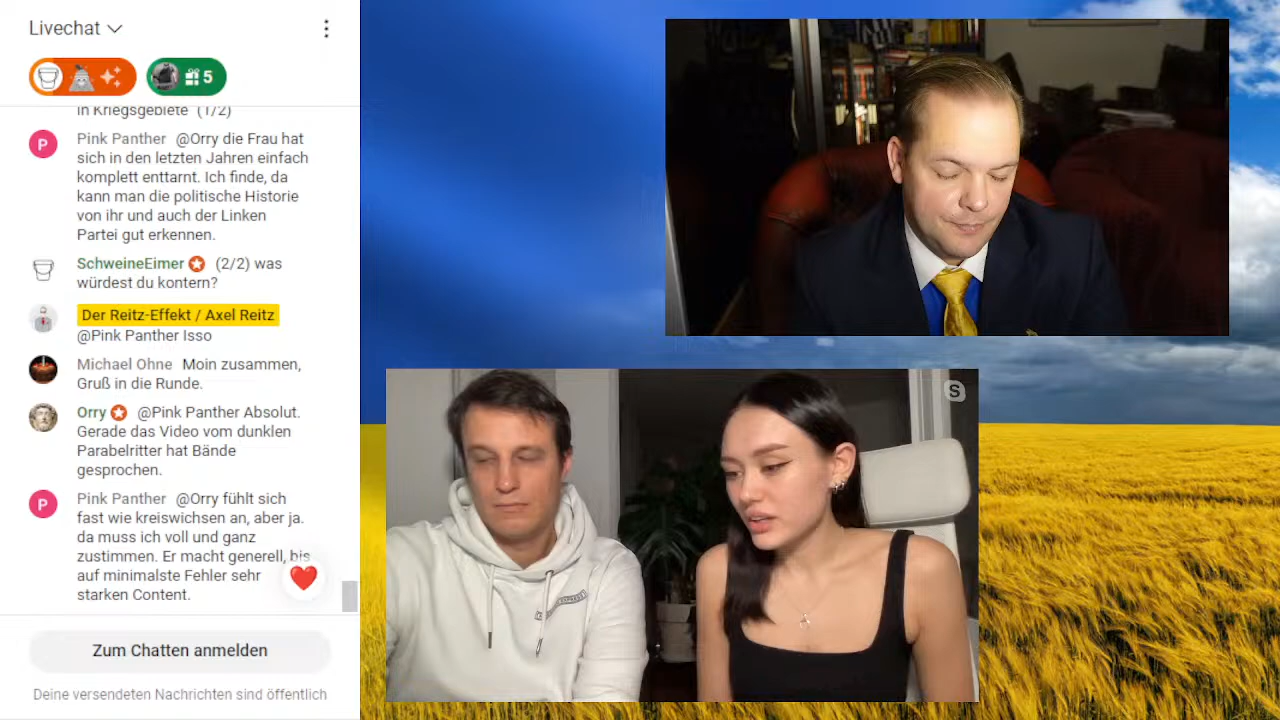 Livechat
5
in Kriegsgebiete (1/2)
Pink Panther @Orry die Frau hat
sich in den letzten Jahren einfach
komplett enttarnt. Ich finde, da
kann man die politische Historie
von ihr und auch der Linken
Partei gut erkennen.
SchweineEimer (2/2) was
würdest du kontern?
Der Reitz-Effekt / Axel Reitz
@Pink Panther Isso
Michael Ohne Moin zusammen,
Gruß in die Runde.
Orry @Pink Panther Absolut.
Gerade das Video vom dunklen
Parabelritter hat Bände
gesprochen.
P
Pink Panther @Orry fühlt sich
fast wie kreiswichsen an, aber ja.
da muss ich voll und ganz
zustimmen. Er macht generell, bis
auf minimalste Fehler sehr
starken Content.
Zum Chatten anmelden
Deine versendeten Nachrichten sind öffentlich
S